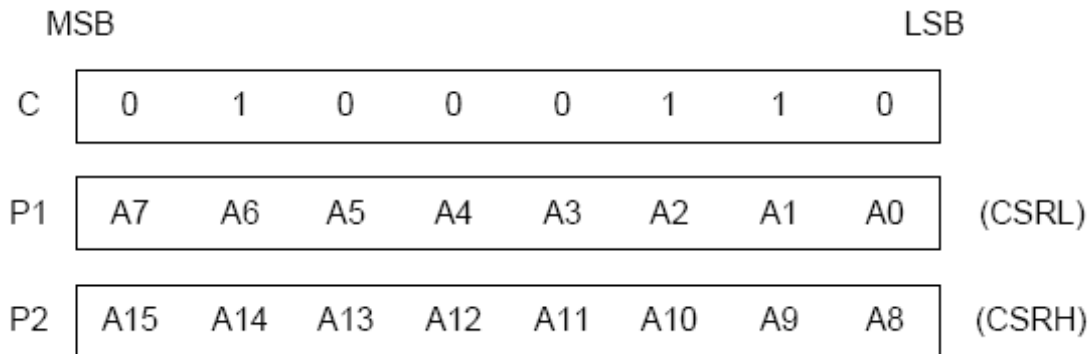 MSB LSB
C 0 1 0 0 0 1 1 0
P1 A7 A6 A5 A4 A3 A2 A1 A0 (CSRL)
P2 A15 A14 A13 A12 A11 A10 A9 A8 (CSRH)